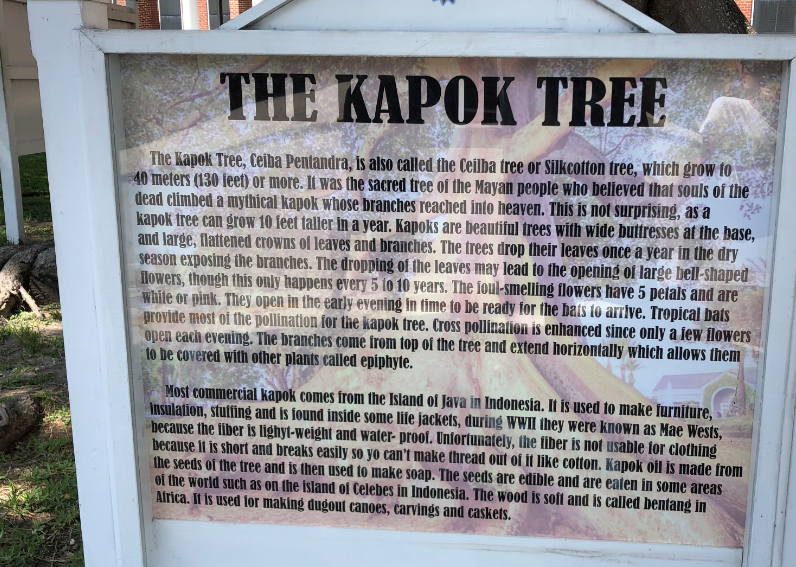 THE KAPOK TREE
The Kapok Tree, Ceiba Pentandra, is also called the Ceilba tree or Silkcotton tree, which grow to
40 meters (130 feet) or more. It was the sacred tree of the Mayan people who believed that souls of the
dead climbed a mythical kapok whose branches reached into heaven. This is not surprising, as a
kapok tree can grow 10 feet taller in a year. Kapoks are beautiful trees with wide buttresses at the base,
and large, flattened crowns of leaves and branches. The trees drop their leaves once a year in the dry
season exposing the branches. The dropping of the leaves may lead to the opening of large bell-shaped
flowers, though this only happens every 5 to 10 years. The foul-smelling flowers have 5 petals and are
white or pink. They open in the early evening in time to be ready for the bats to arrive. Tropical bats
provide most of the pollination for the kapok tree. Cross pollination is enhanced since only a few flowers
open each evening. The branches come from top of the tree and extend horizontally which allows them
to be covered with other plants called epiphyte.
Most commercial kapok comes from the Island of Java in Indonesia. It is used to make furniture,
insulation, stuffing and is found inside some life jackets, during WWII they were known as Mae Wests,
because the fiber is lighyt-weight and water- proof. Unfortunately, the fiber is not usable for clothing
because it is short and breaks easily so yo can't make thread out of it like cotton. Kapok oil is made from
the seeds of the tree and is then used to make soap. The seeds are edible and are eaten in some areas
of the world such as on the island of Celebes in Indonesia. The wood is soft and is called bentang in
Africa. It is used for making dugout canoes, carvings and caskets.